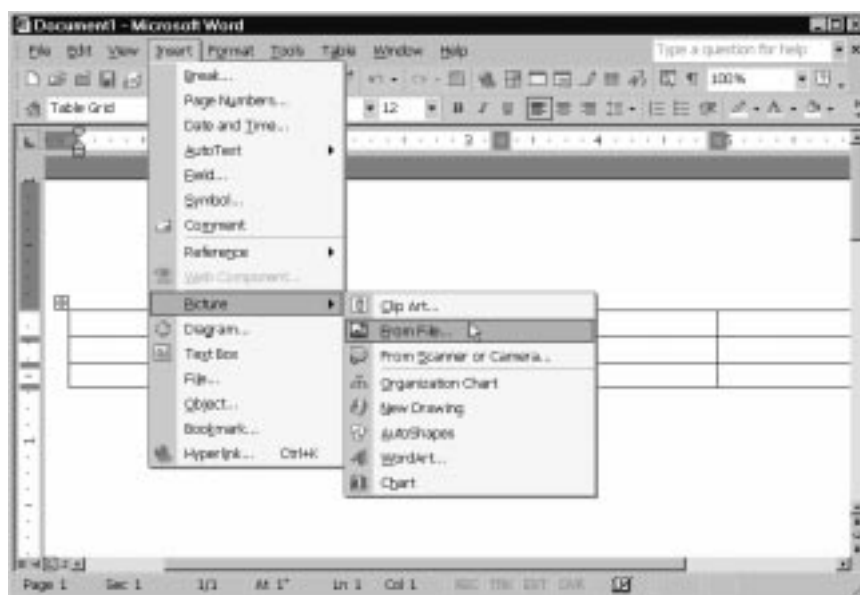 Document1 - Microsoft Word
File Edit View Insert Format Tools Table Window Help Type a question for help
100%
Table Grid 12
Break...
Page Numbers...
Date and Time...
AutoText
Field...
Symbol...
Comment
Reference
Web Component...
Picture
Diagram...
Text Box
File...
Object...
Bookmark...
Hyperlink... Ctrl+K
Clip Art...
From File...
From Scanner or Camera...
Organization Chart
New Drawing
AutoShapes
WordArt...
Chart
3 4
Page 1 Sec 1 1/1 At 1" Ln 1 Col 1 REC TRK EXT OVR